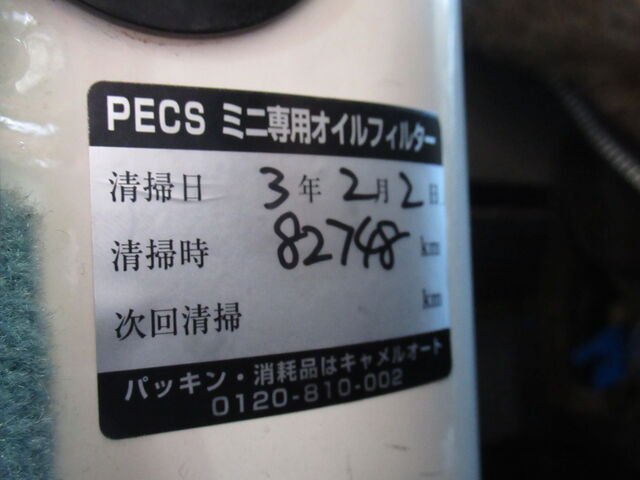 PECS ミニ専用オイルフィルター
清掃日 3年2月2日
清掃時 82748 km
次回清掃 km
パッキン・消耗品はキャメルオート
0120-810-002